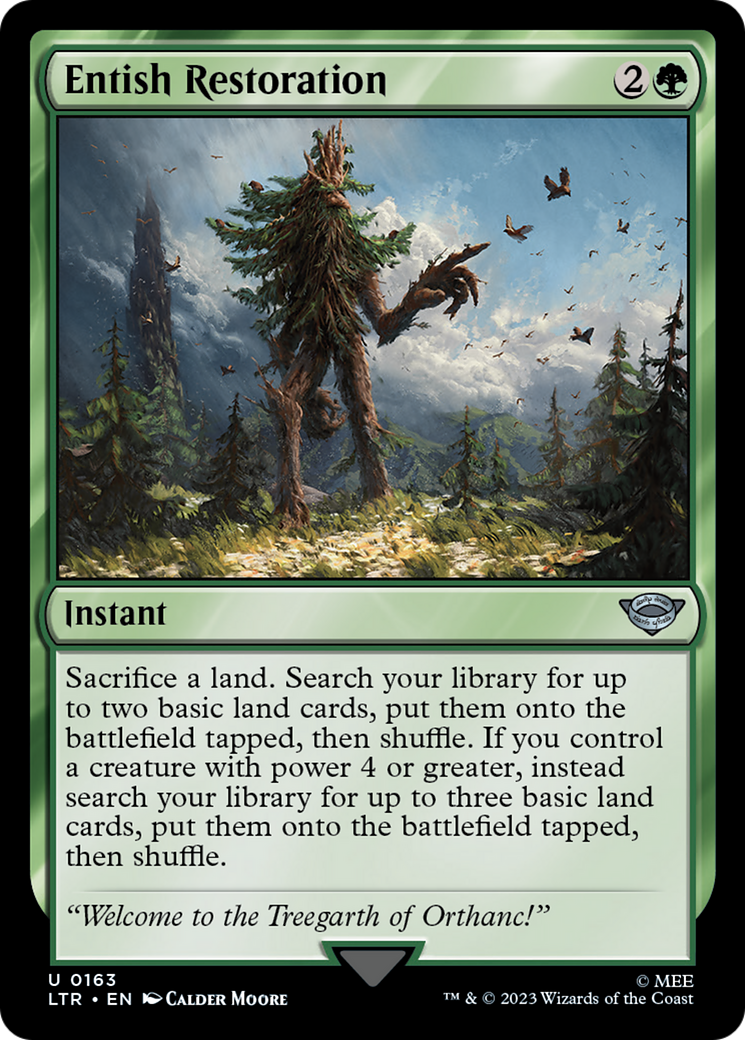 Entish Restoration 2
Instant
Sacrifice a land. Search your library for up
to two basic land cards, put them onto the
battlefield tapped, then shuffle. If you control
a creature with power 4 or greater, instead
search your library for up to three basic land
cards, put them onto the battlefield tapped,
then shuffle.
“Welcome to the Treegarth of Orthanc!”
U 0163
LTR • EN CALDER MOORE
© MEE
™ & © 2023 Wizards of the Coast